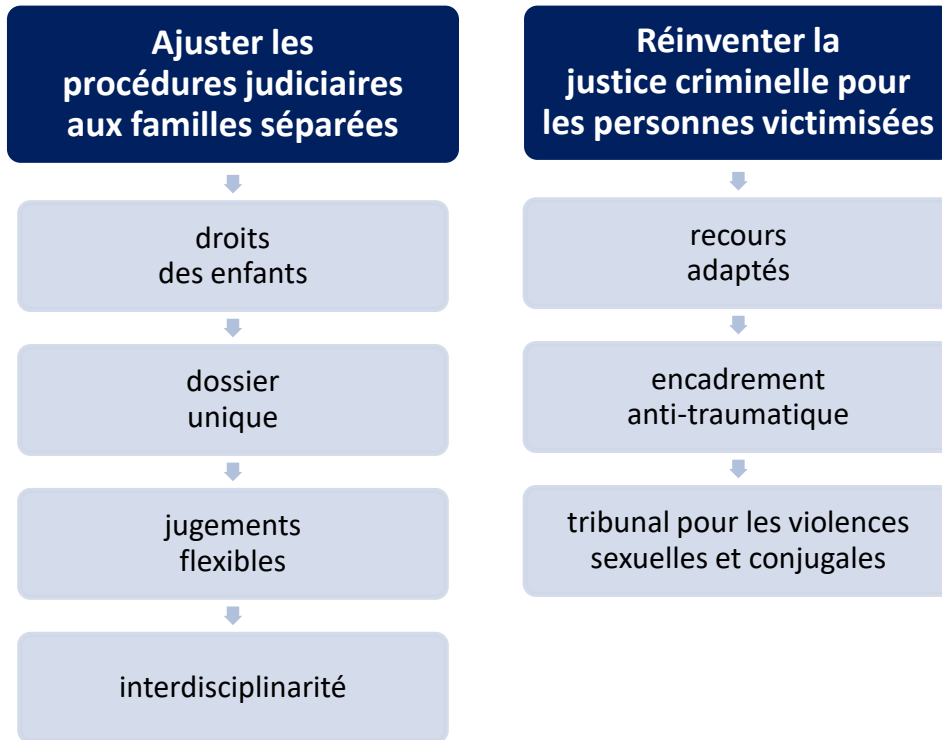 Ajuster les
procédures judiciaires
aux familles séparées
droits
des enfants
dossier
unique
jugements
flexibles
interdisciplinarité
Réinventer la
justice criminelle pour
les personnes victimisées
recours
adaptés
encadrement
anti-traumatique
tribunal pour les violences
sexuelles et conjugales